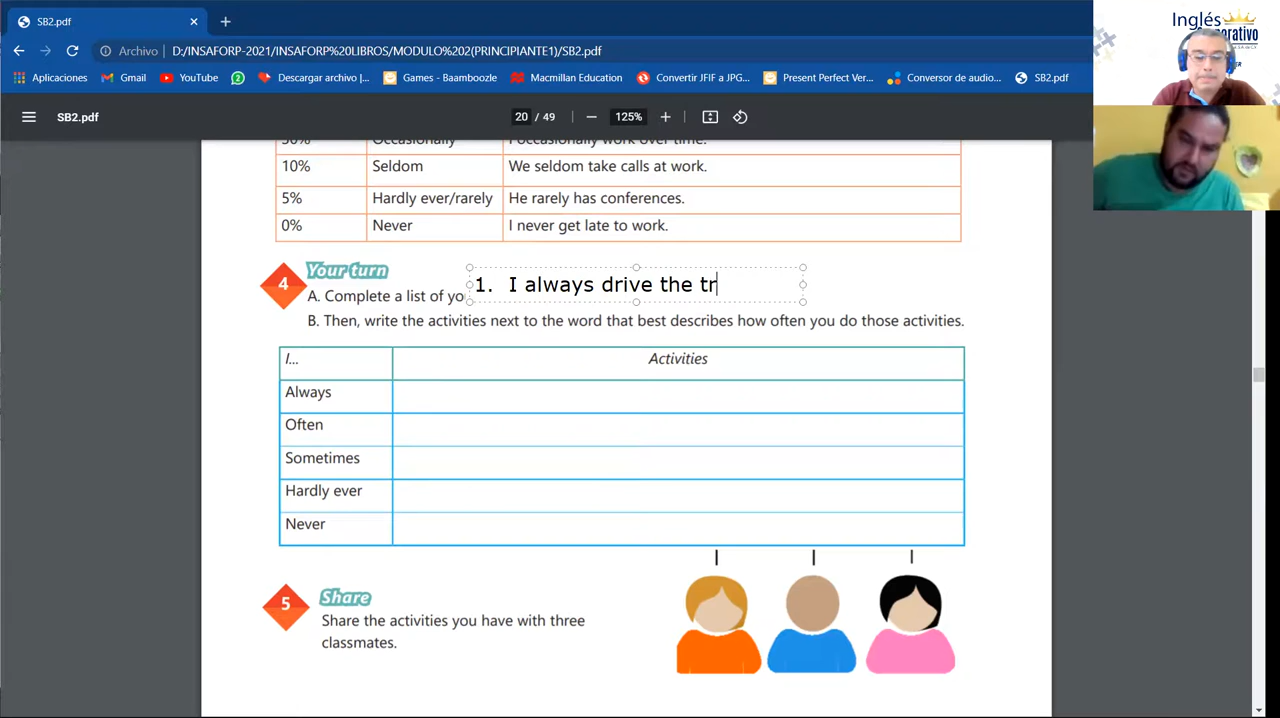 SB2.pdf
Archivo
D:/INSAFORP-2021/INSAFORP%20LIBROS/MODULO%202(PRINCIPIANTE1)/SB2.pdf
Aplicaciones
Gmail
YouTube
Descargar archivo |...
Games - Baamboozle
Macmillan Education
Convertir JFIF a JPG...
Present Perfect Ver...
Conversor de audio...
SB2.pdf
Inglés
SB2.pdf
20 / 49
125%
Occasionally
I occasionally work over time.
10% Seldom We seldom take calls at work.
5% Hardly ever/rarely He rarely has conferences.
0% Never I never get late to work.
4
Your turn
1. I always drive the tr
A. Complete a list of yo
B. Then, write the activities next to the word that best describes how often you do those activities.
I... Activities
Always
Often
Sometimes
Hardly ever
Never
5
Share
Share the activities you have with three
classmates.